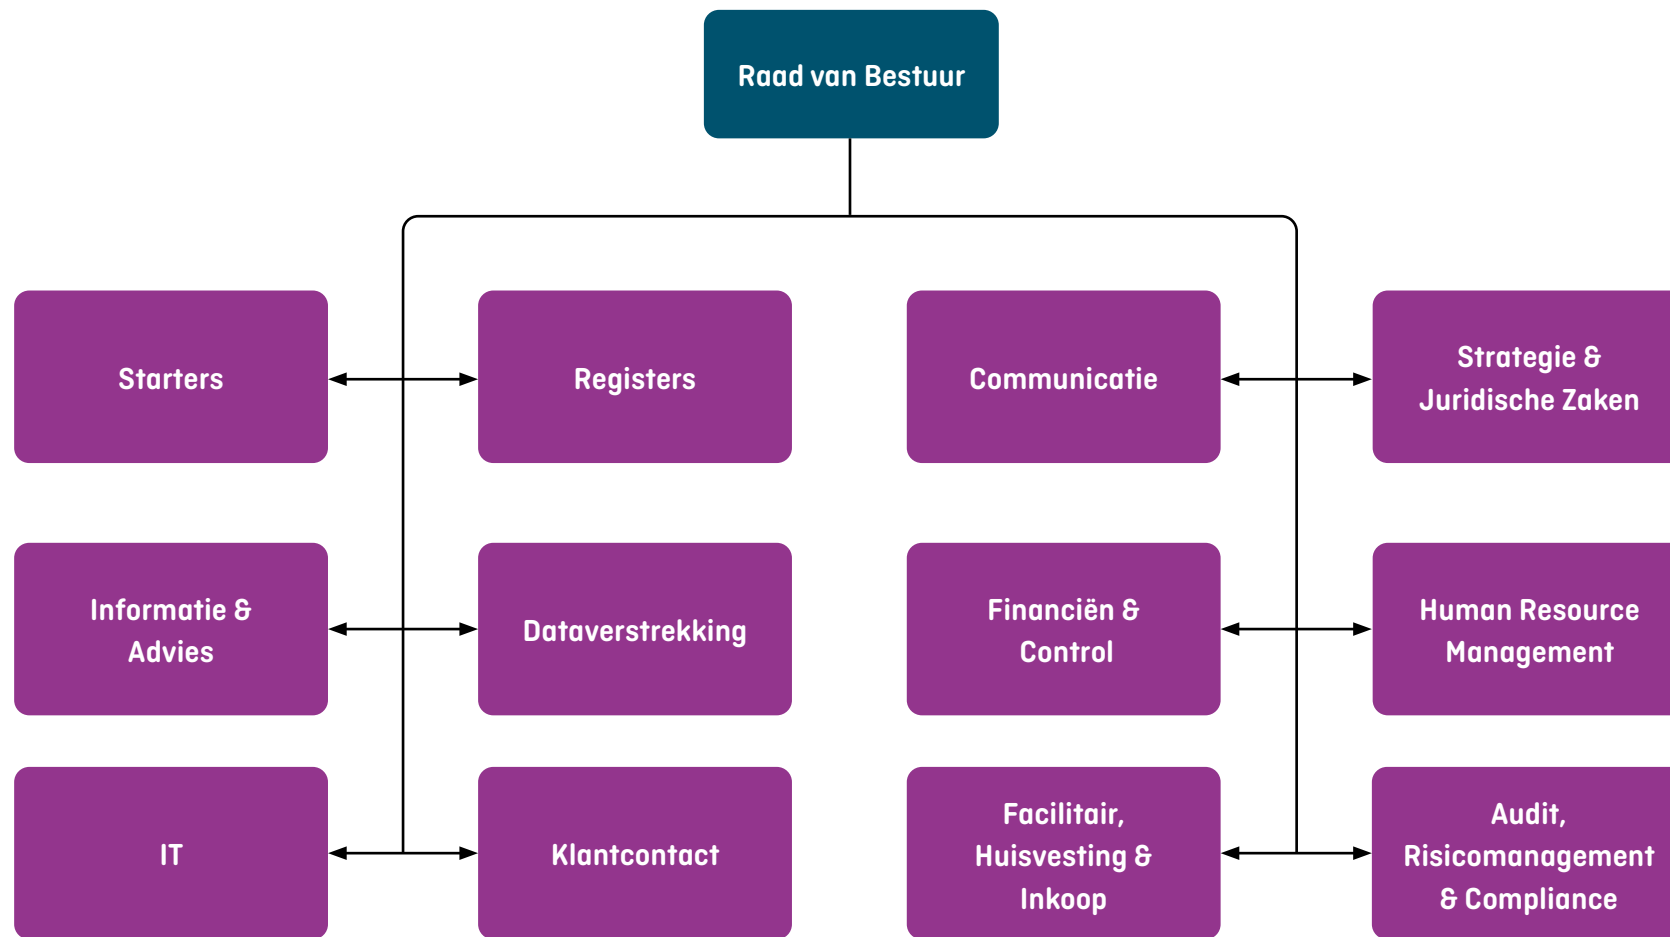 Raad van Bestuur
Starters
Registers
Communicatie
Strategie &
Juridische Zaken
Informatie &
Advies
Dataverstrekking
Financiën &
Control
Human Resource
Management
IT
Klantcontact
Facilitair,
Huisvesting &
Inkoop
Audit,
Risicomanagement
& Compliance